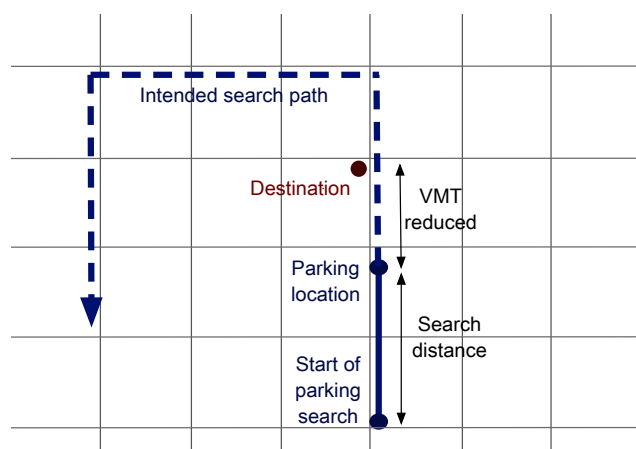 Intended search path
Destination
VMT
reduced
Parking
location
Search
distance
Start of
parking
search